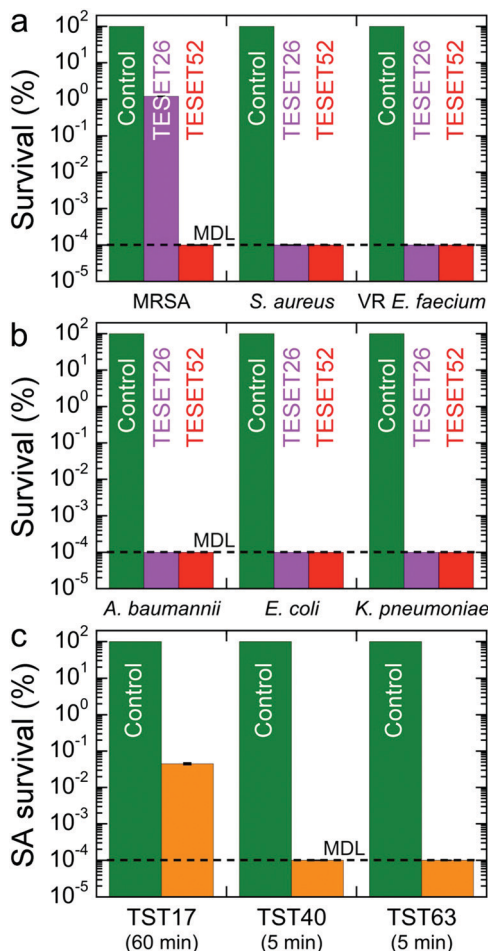 a
Survival (%)
10²
10¹
10⁰
10⁻¹
10⁻²
10⁻³
10⁻⁴
10⁻⁵
Control
TESET26
TESET52
Control
TESET26
TESET52
Control
TESET26
TESET52
MDL
MRSA
S. aureus
VR E. faecium
b
Survival (%)
10²
10¹
10⁰
10⁻¹
10⁻²
10⁻³
10⁻⁴
10⁻⁵
Control
TESET26
TESET52
Control
TESET26
TESET52
Control
TESET26
TESET52
MDL
A. baumannii
E. coli
K. pneumoniae
c
SA survival (%)
10²
10¹
10⁰
10⁻¹
10⁻²
10⁻³
10⁻⁴
10⁻⁵
Control
Control
Control
MDL
TST17
TST40
TST63
(60 min)
(5 min)
(5 min)